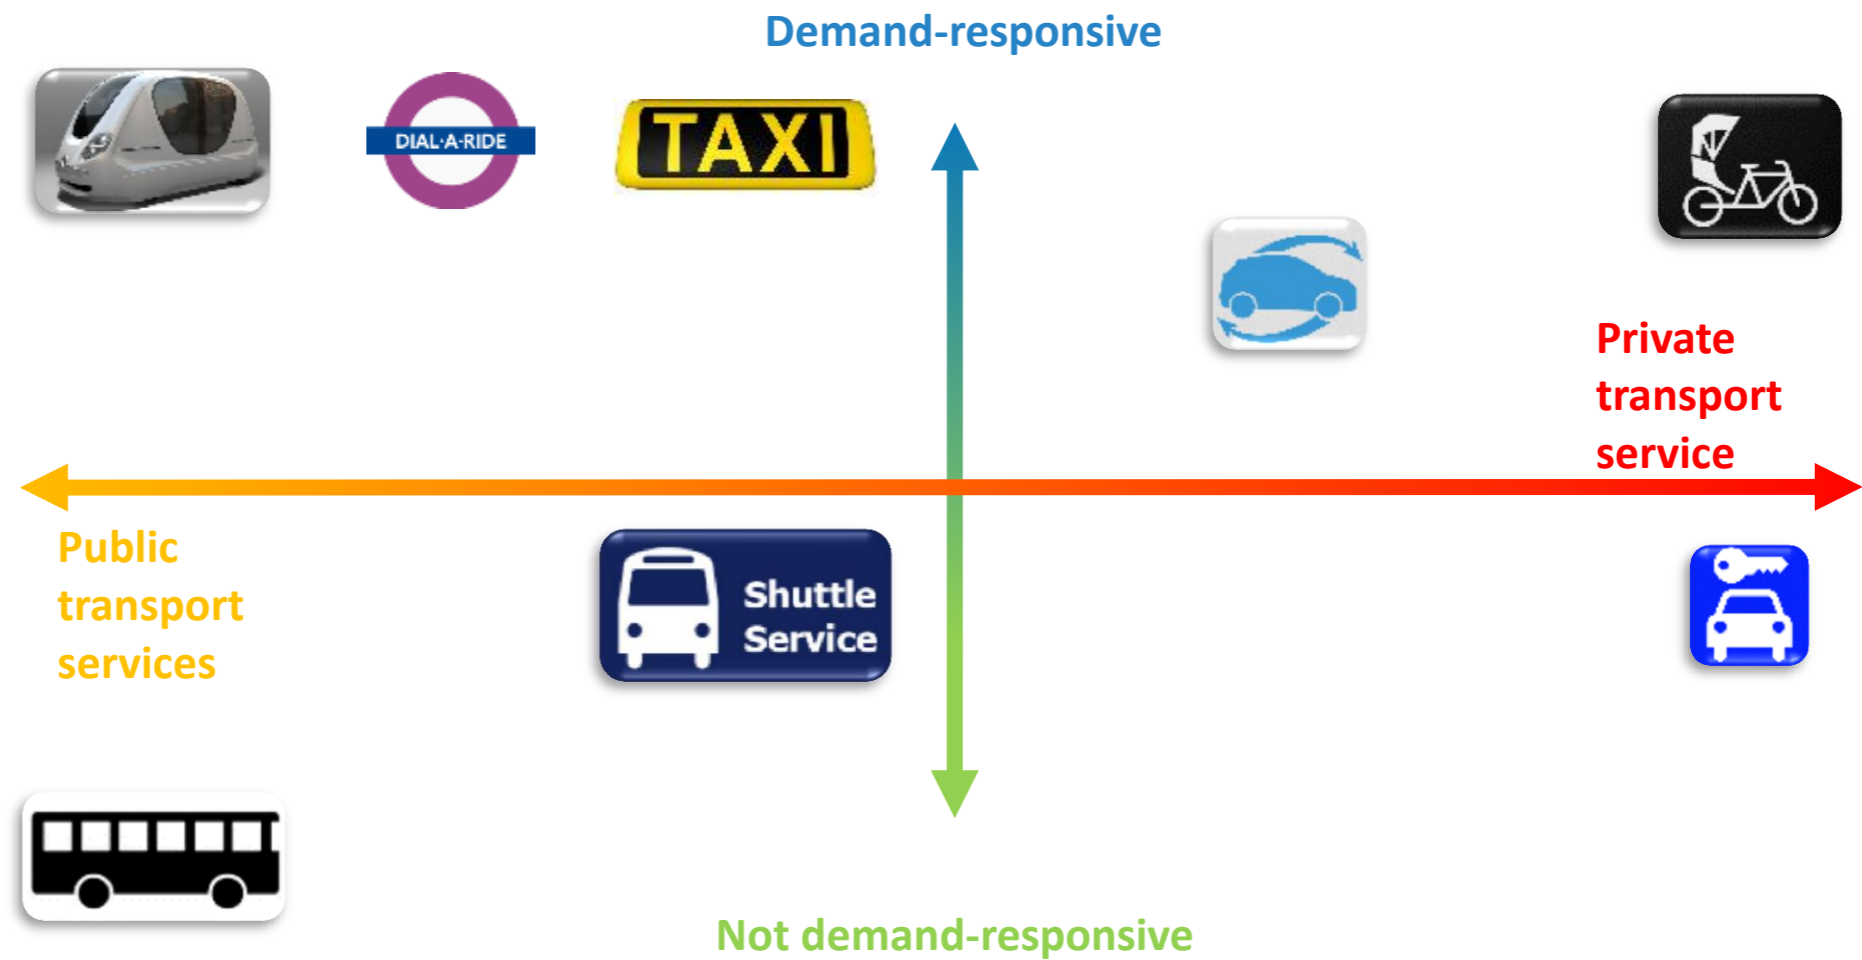 Demand-responsive
DIAL·A·RIDE
TAXI
Private
transport
service
Public
transport
services
Shuttle
Service
Not demand-responsive